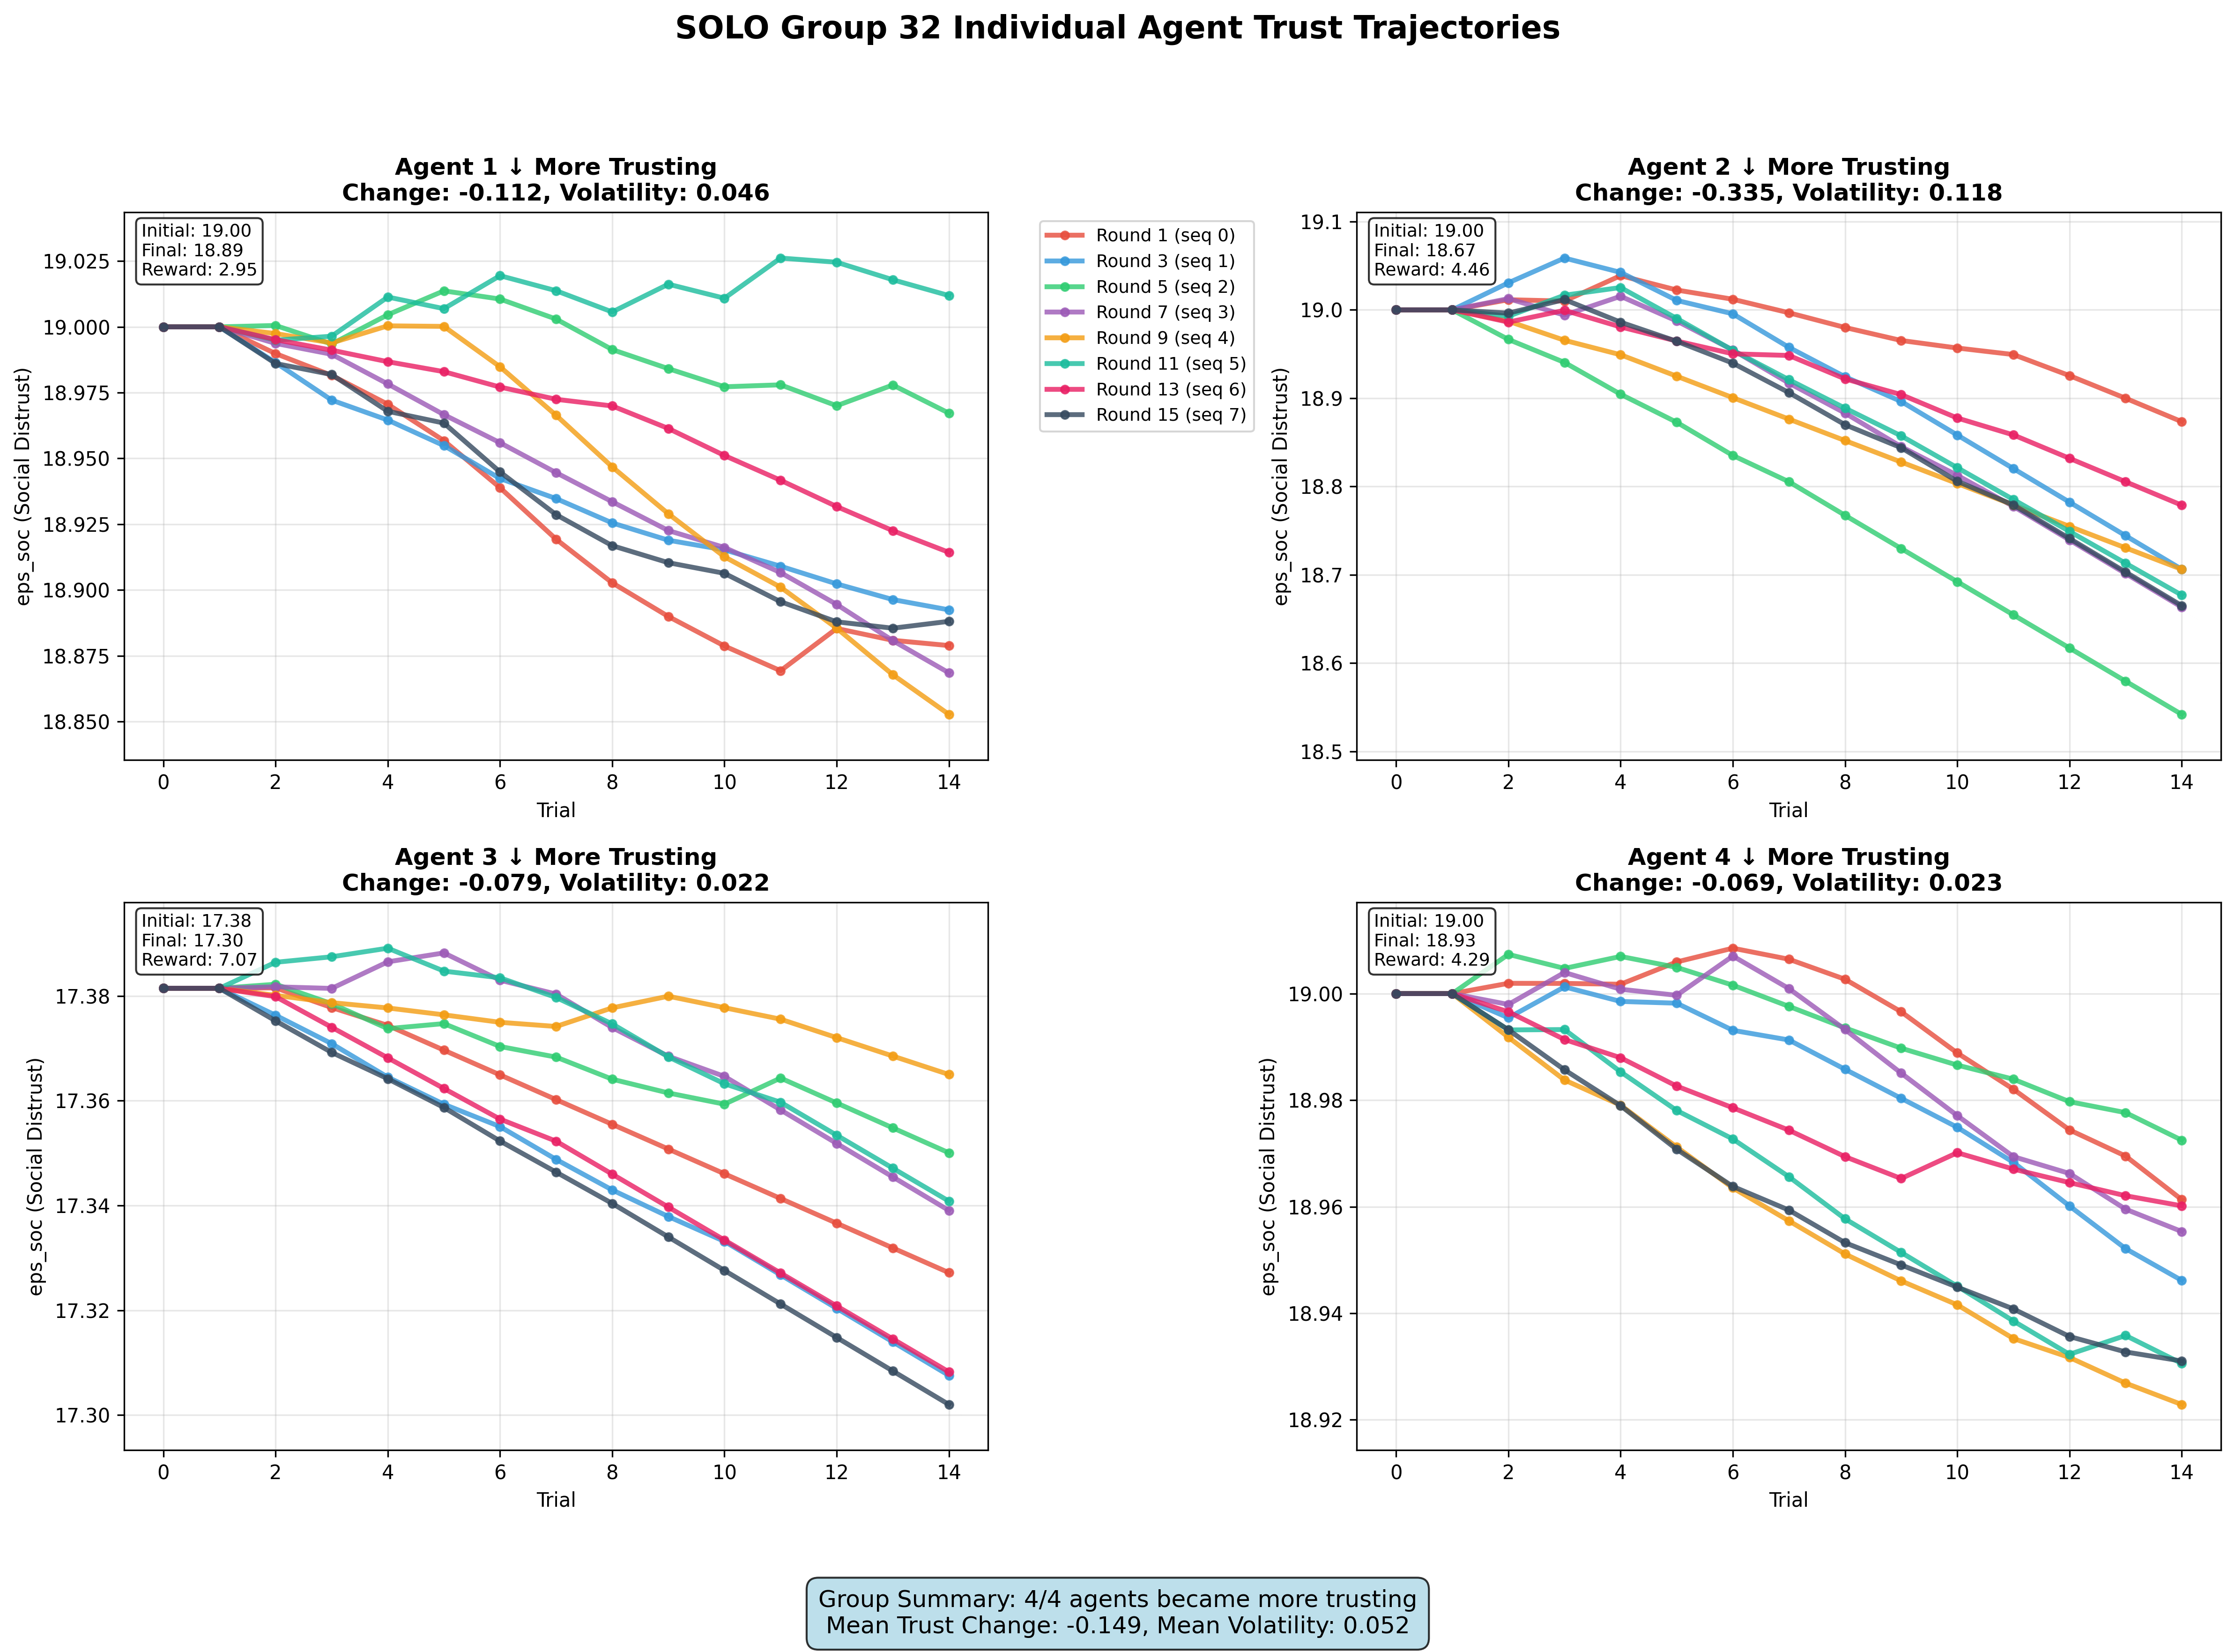 SOLO Group 32 Individual Agent Trust Trajectories
Agent 1 ↓ More Trusting
Change: -0.112, Volatility: 0.046
Initial: 19.00
Final: 18.89
Reward: 2.95
eps_soc (Social Distrust)
19.025
19.000
18.975
18.950
18.925
18.900
18.875
18.850
0 2 4 6 8 10 12 14
Trial
Round 1 (seq 0)
Round 3 (seq 1)
Round 5 (seq 2)
Round 7 (seq 3)
Round 9 (seq 4)
Round 11 (seq 5)
Round 13 (seq 6)
Round 15 (seq 7)
Agent 2 ↓ More Trusting
Change: -0.335, Volatility: 0.118
Initial: 19.00
Final: 18.67
Reward: 4.46
eps_soc (Social Distrust)
19.1
19.0
18.9
18.8
18.7
18.6
18.5
0 2 4 6 8 10 12 14
Trial
Agent 3 ↓ More Trusting
Change: -0.079, Volatility: 0.022
Initial: 17.38
Final: 17.30
Reward: 7.07
eps_soc (Social Distrust)
17.38
17.36
17.34
17.32
17.30
0 2 4 6 8 10 12 14
Trial
Agent 4 ↓ More Trusting
Change: -0.069, Volatility: 0.023
Initial: 19.00
Final: 18.93
Reward: 4.29
eps_soc (Social Distrust)
19.00
18.98
18.96
18.94
18.92
0 2 4 6 8 10 12 14
Trial
Group Summary: 4/4 agents became more trusting
Mean Trust Change: -0.149, Mean Volatility: 0.052